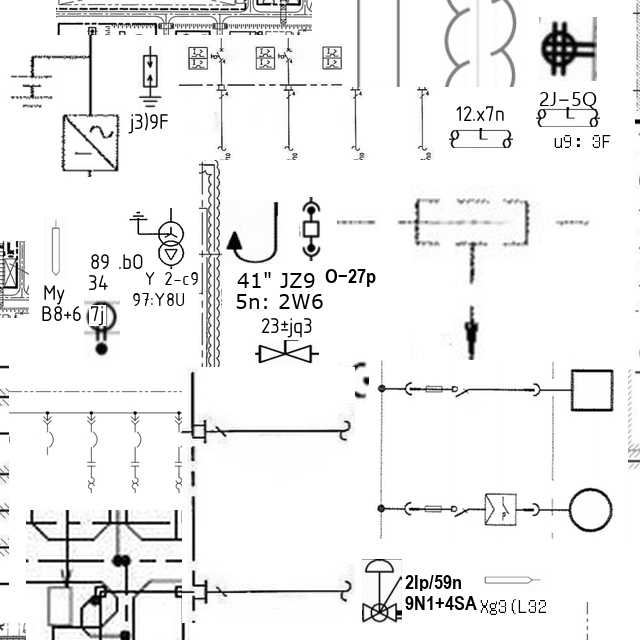 2J-5Q
12.x7n
L
L
u9: 3F
j3)9F
89 .b0
34
Y 2-c9
97:Y8U
My
B8+6
7j
41" JZ9
5n: 2W6
O-27p
23±jq3
2Ip/59n
9N1+4SA
Xg3(L32